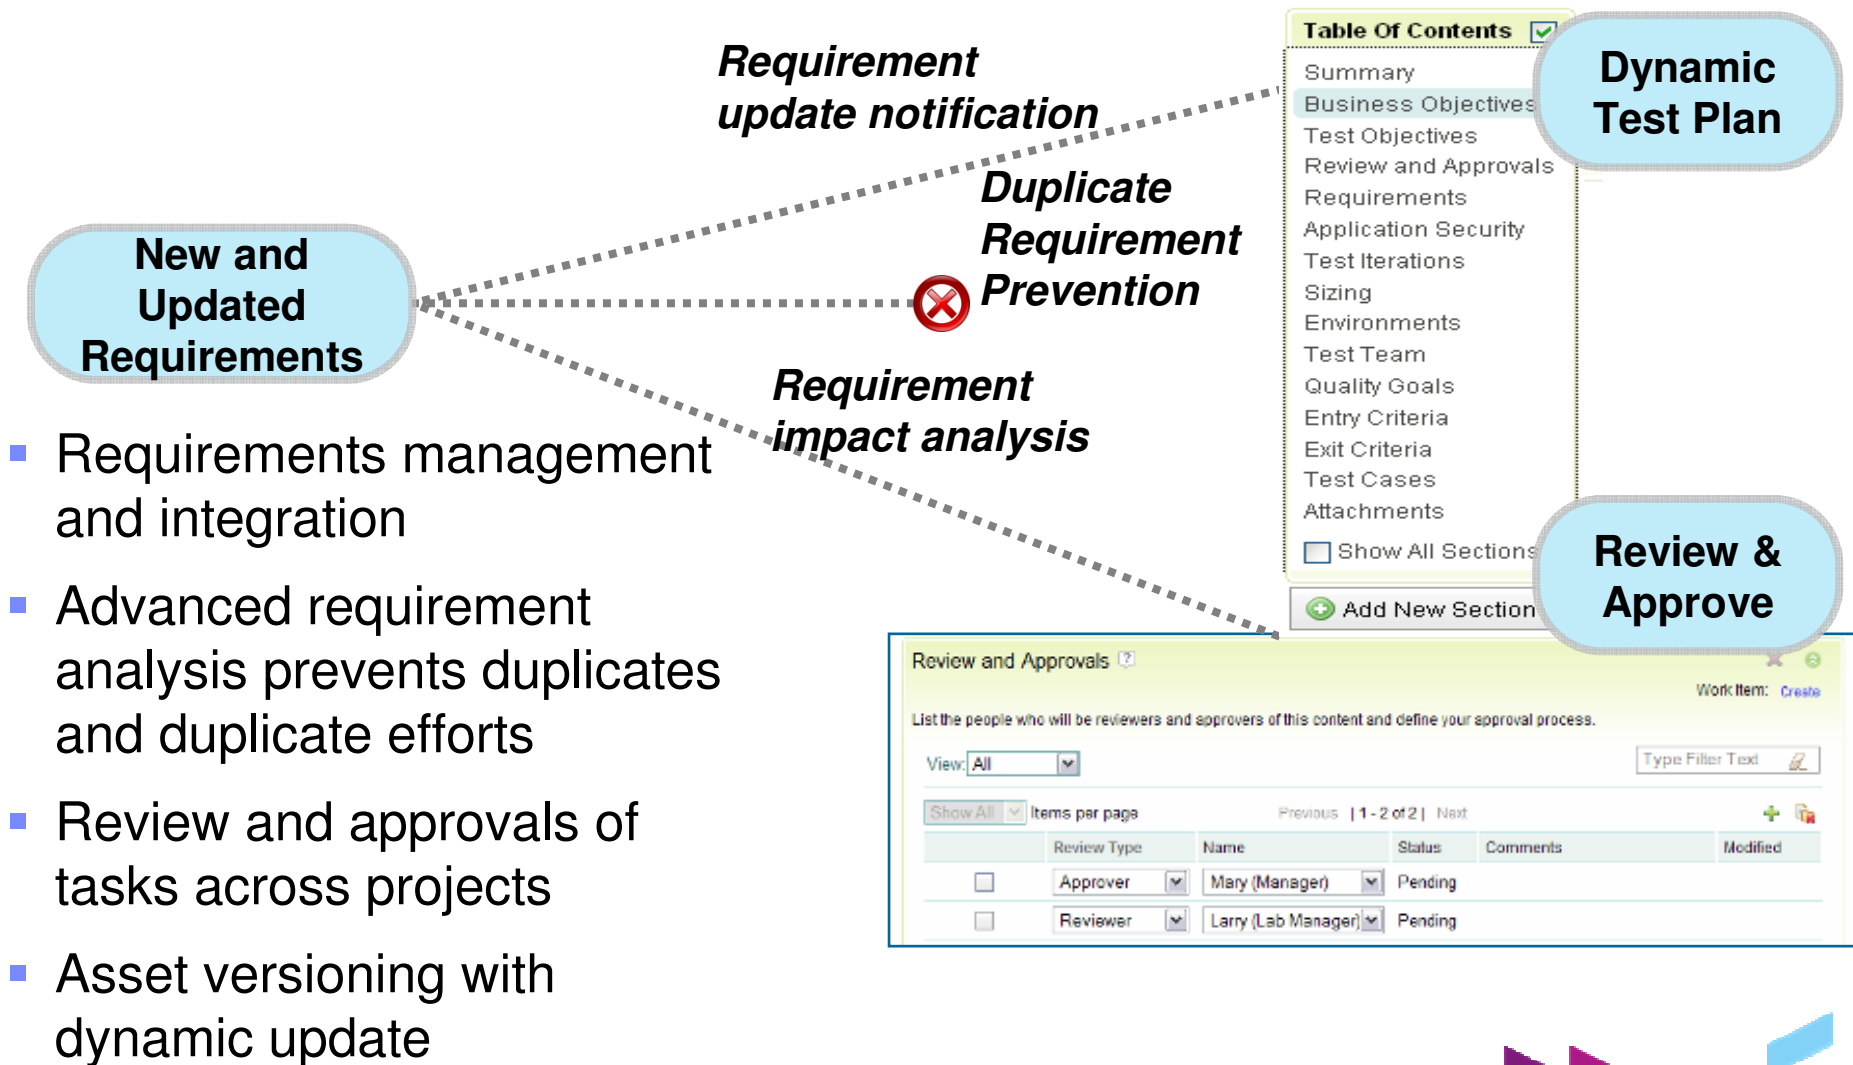 Requirement
update notification
Duplicate
Requirement
Prevention
New and
Updated
Requirements
Requirement
impact analysis
Requirements management
and integration
Advanced requirement
analysis prevents duplicates
and duplicate efforts
Review and approvals of
tasks across projects
Asset versioning with
dynamic update
Table Of Contents
Summary
Business Objectives
Test Objectives
Review and Approvals
Requirements
Application Security
Test Iterations
Sizing
Environments
Test Team
Quality Goals
Entry Criteria
Exit Criteria
Test Cases
Attachments
Show All Sections
Add New Section
Dynamic
Test Plan
Review &
Approve
Review and Approvals ?
Work Item: Create
List the people who will be reviewers and approvers of this content and define your approval process.
View: All
Type Filter Text
Show All Items per page Previous | 1 - 2 of 2 | Next
Review Type Name Status Comments Modified
Approver Mary (Manager) Pending
Reviewer Larry (Lab Manager) Pending